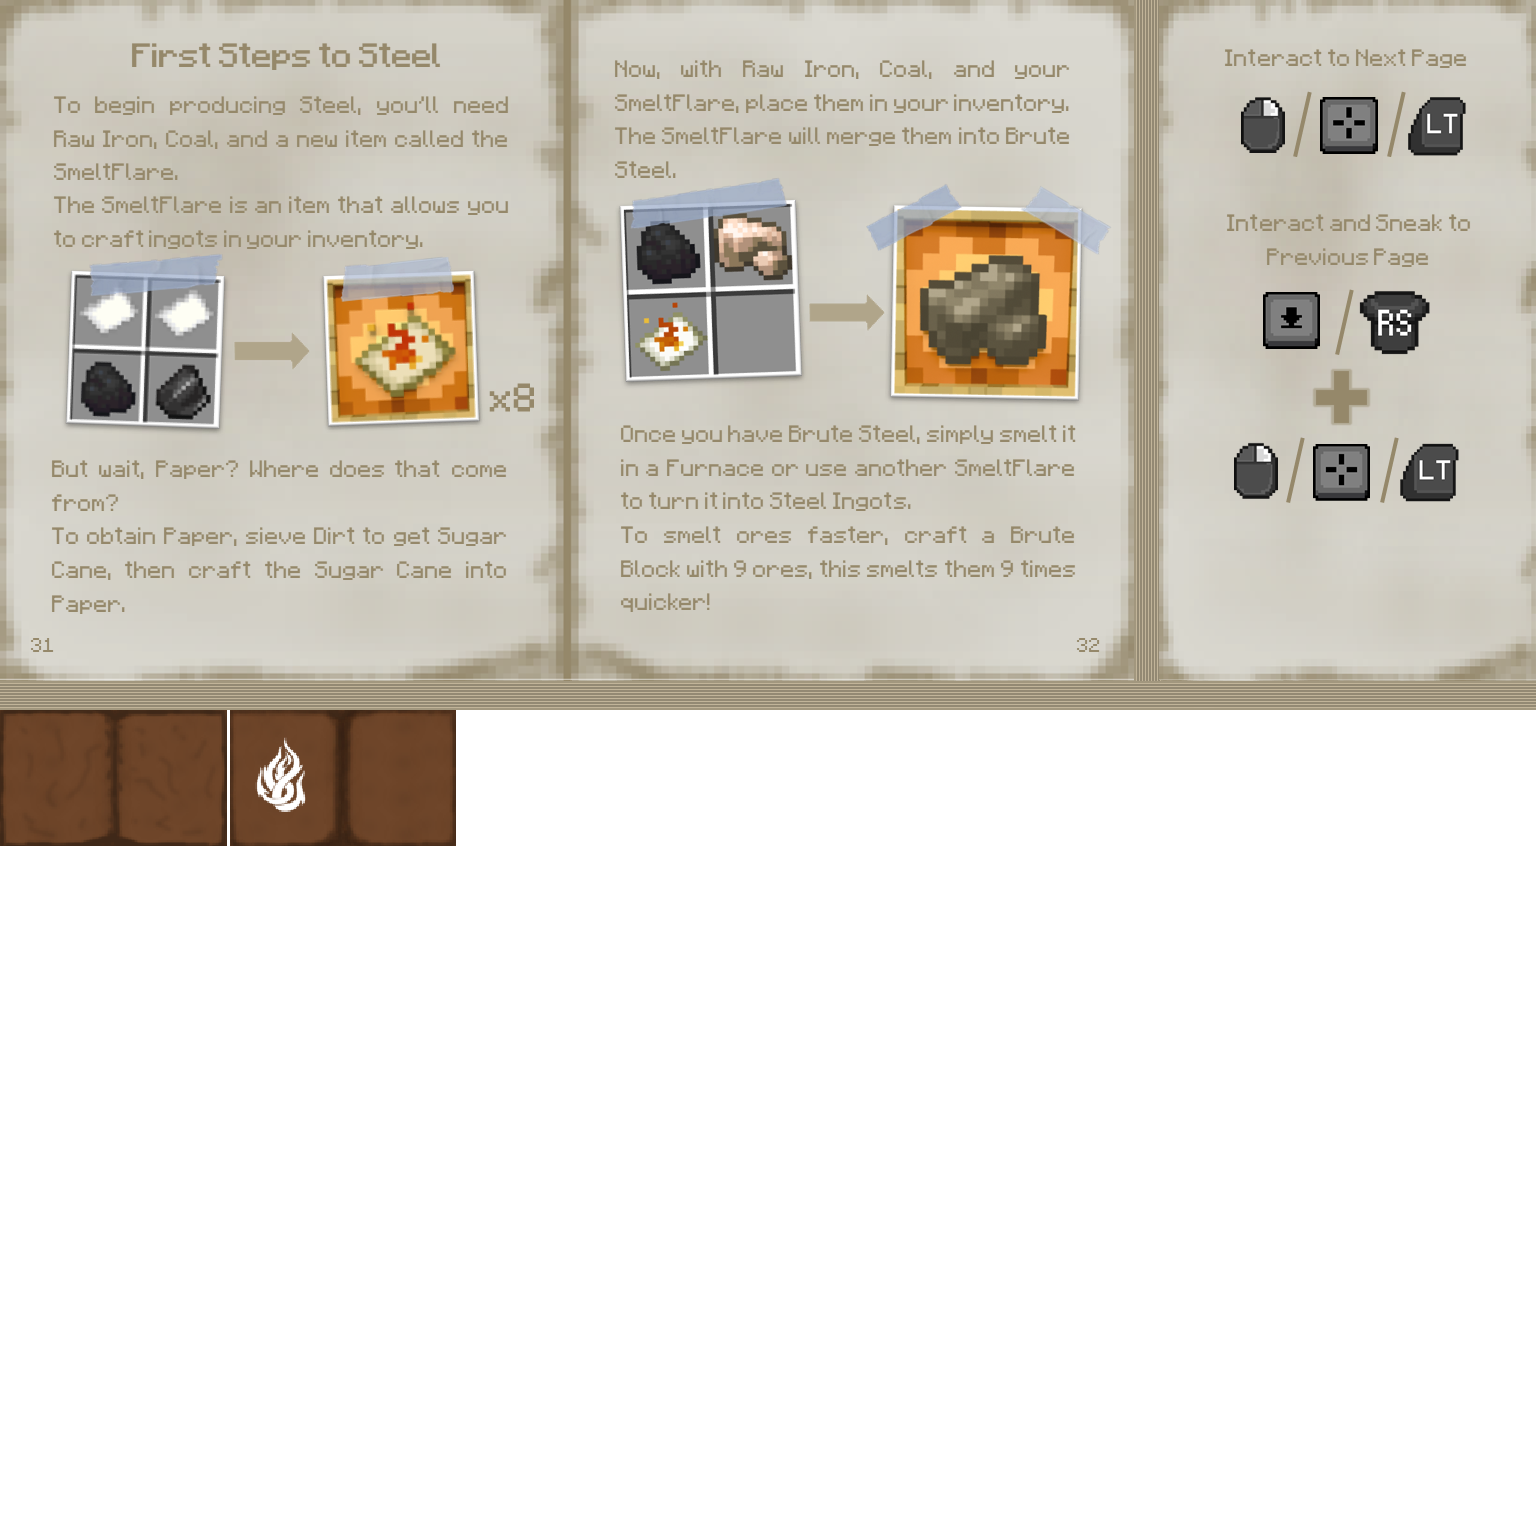 First Steps to Steel
To begin producing Steel, you'll need
Raw Iron, Coal, and a new item called the
SmeltFlare.
The SmeltFlare is an item that allows you
to craft ingots in your inventory.
x8
But wait, Paper? Where does that come
from?
To obtain Paper, sieve Dirt to get Sugar
Cane, then craft the Sugar Cane into
Paper.
31
Now, with Raw Iron, Coal, and your
SmeltFlare, place them in your inventory.
The SmeltFlare will merge them into Brute
Steel.
Once you have Brute Steel, simply smelt it
in a Furnace or use another SmeltFlare
to turn it into Steel Ingots.
To smelt ores faster, craft a Brute
Block with 9 ores, this smelts them 9 times
quicker!
32
Interact to Next Page
LT
Interact and Sneak to
Previous Page
RS
LT